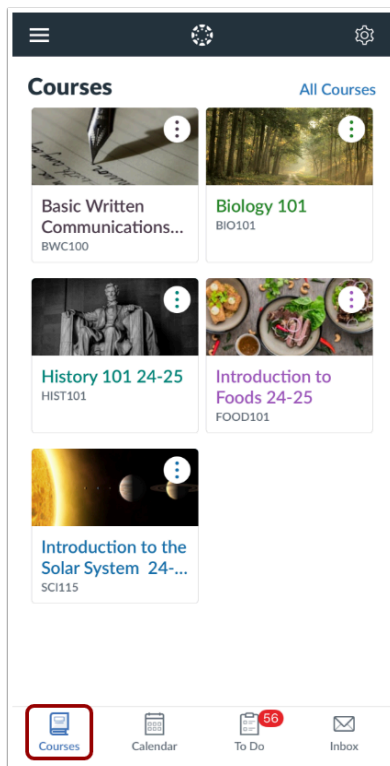 Courses
All Courses
Basic Written
Communications...
BWC100
Biology 101
BIO101
History 101 24-25
HIST101
Introduction to
Foods 24-25
FOOD101
Introduction to the
Solar System 24-...
SCI115
56
Courses
Calendar
To Do
Inbox